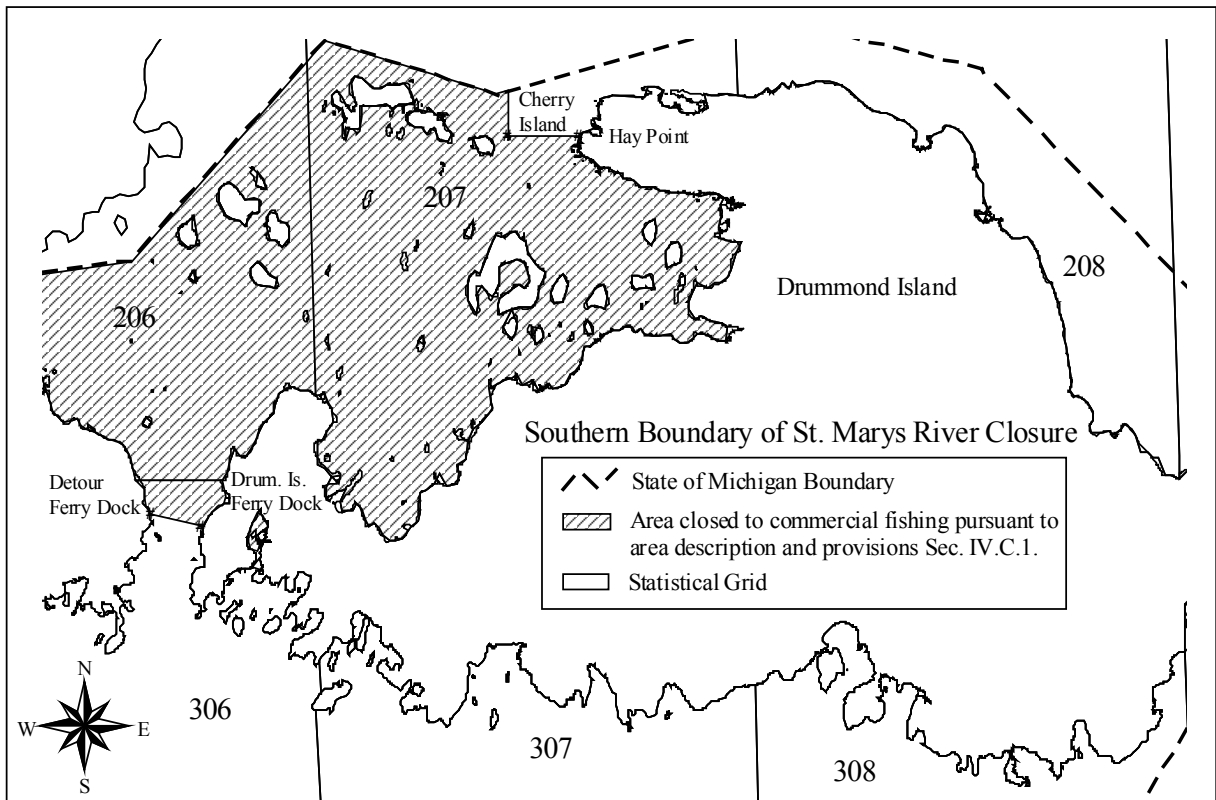 Cherry
Island
Hay Point
207
208
Drummond Island
206
Southern Boundary of St. Marys River Closure
Detour
Ferry Dock
Drum. Is.
Ferry Dock
State of Michigan Boundary
Area closed to commercial fishing pursuant to
area description and provisions Sec. IV.C.1.
Statistical Grid
N
W
E
S
306
307
308